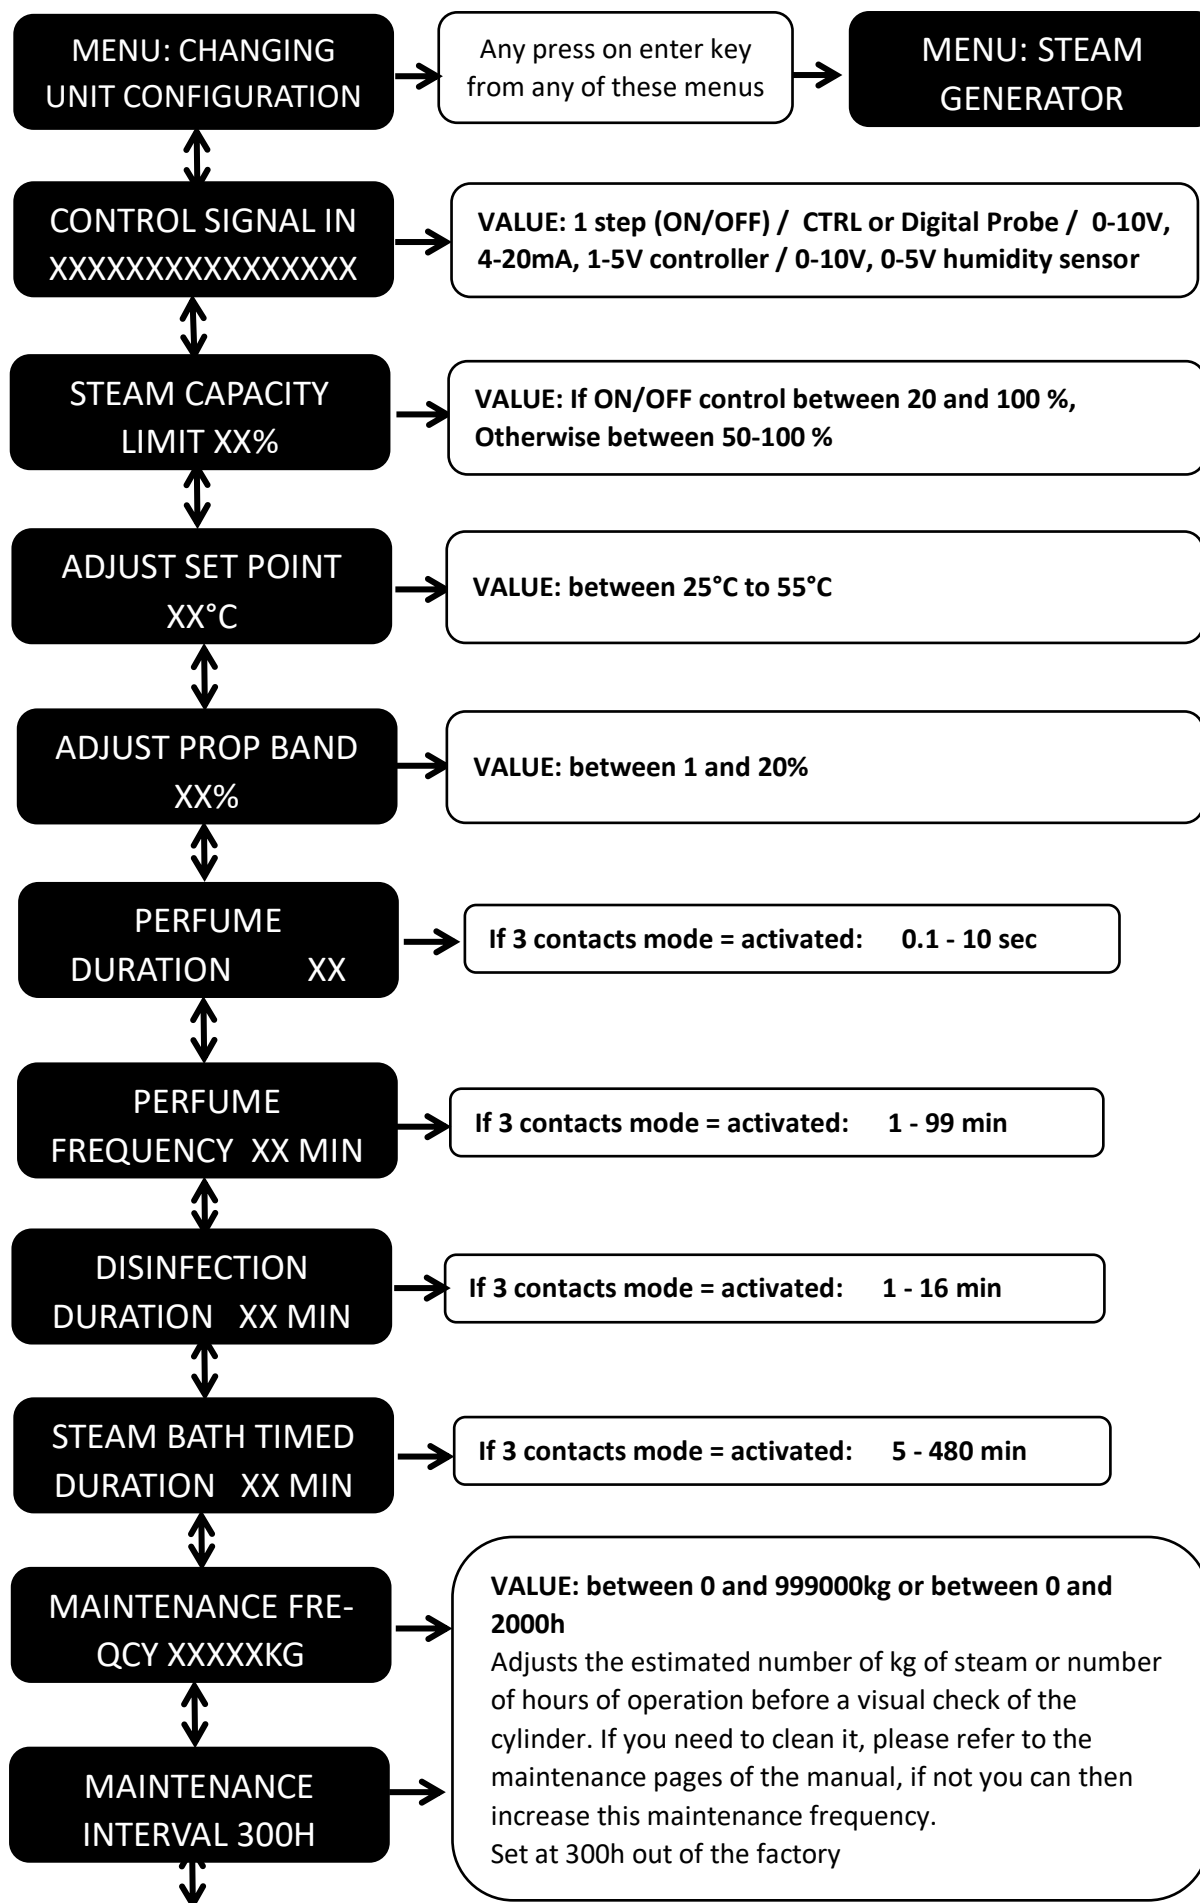 MENU: CHANGING
UNIT CONFIGURATION
Any press on enter key
from any of these menus
MENU: STEAM
GENERATOR
CONTROL SIGNAL IN
XXXXXXXXXXXXXXXX
VALUE: 1 step (ON/OFF) / CTRL or Digital Probe / 0-10V,
4-20mA, 1-5V controller / 0-10V, 0-5V humidity sensor
STEAM CAPACITY
LIMIT XX%
VALUE: If ON/OFF control between 20 and 100 %,
Otherwise between 50-100 %
ADJUST SET POINT
XX°C
VALUE: between 25°C to 55°C
ADJUST PROP BAND
XX%
VALUE: between 1 and 20%
PERFUME
DURATION XX
If 3 contacts mode = activated: 0.1 - 10 sec
PERFUME
FREQUENCY XX MIN
If 3 contacts mode = activated: 1 - 99 min
DISINFECTION
DURATION XX MIN
If 3 contacts mode = activated: 1 - 16 min
STEAM BATH TIMED
DURATION XX MIN
If 3 contacts mode = activated: 5 - 480 min
MAINTENANCE FRE-
QCY XXXXXKG
MAINTENANCE
INTERVAL 300H
VALUE: between 0 and 999000kg or between 0 and
2000h
Adjusts the estimated number of kg of steam or number
of hours of operation before a visual check of the
cylinder. If you need to clean it, please refer to the
maintenance pages of the manual, if not you can then
increase this maintenance frequency.
Set at 300h out of the factory